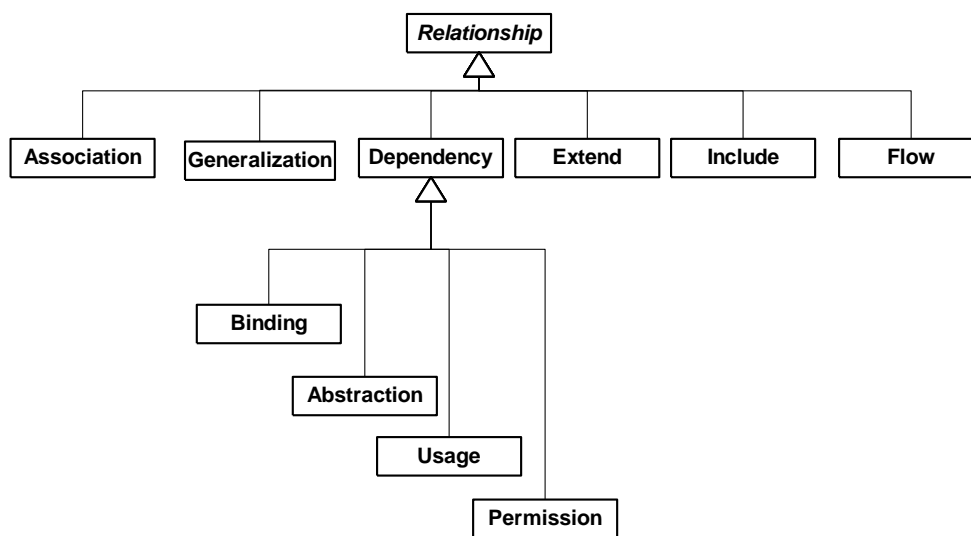 Relationship
Association
Generalization
Dependency
Extend
Include
Flow
Binding
Abstraction
Usage
Permission